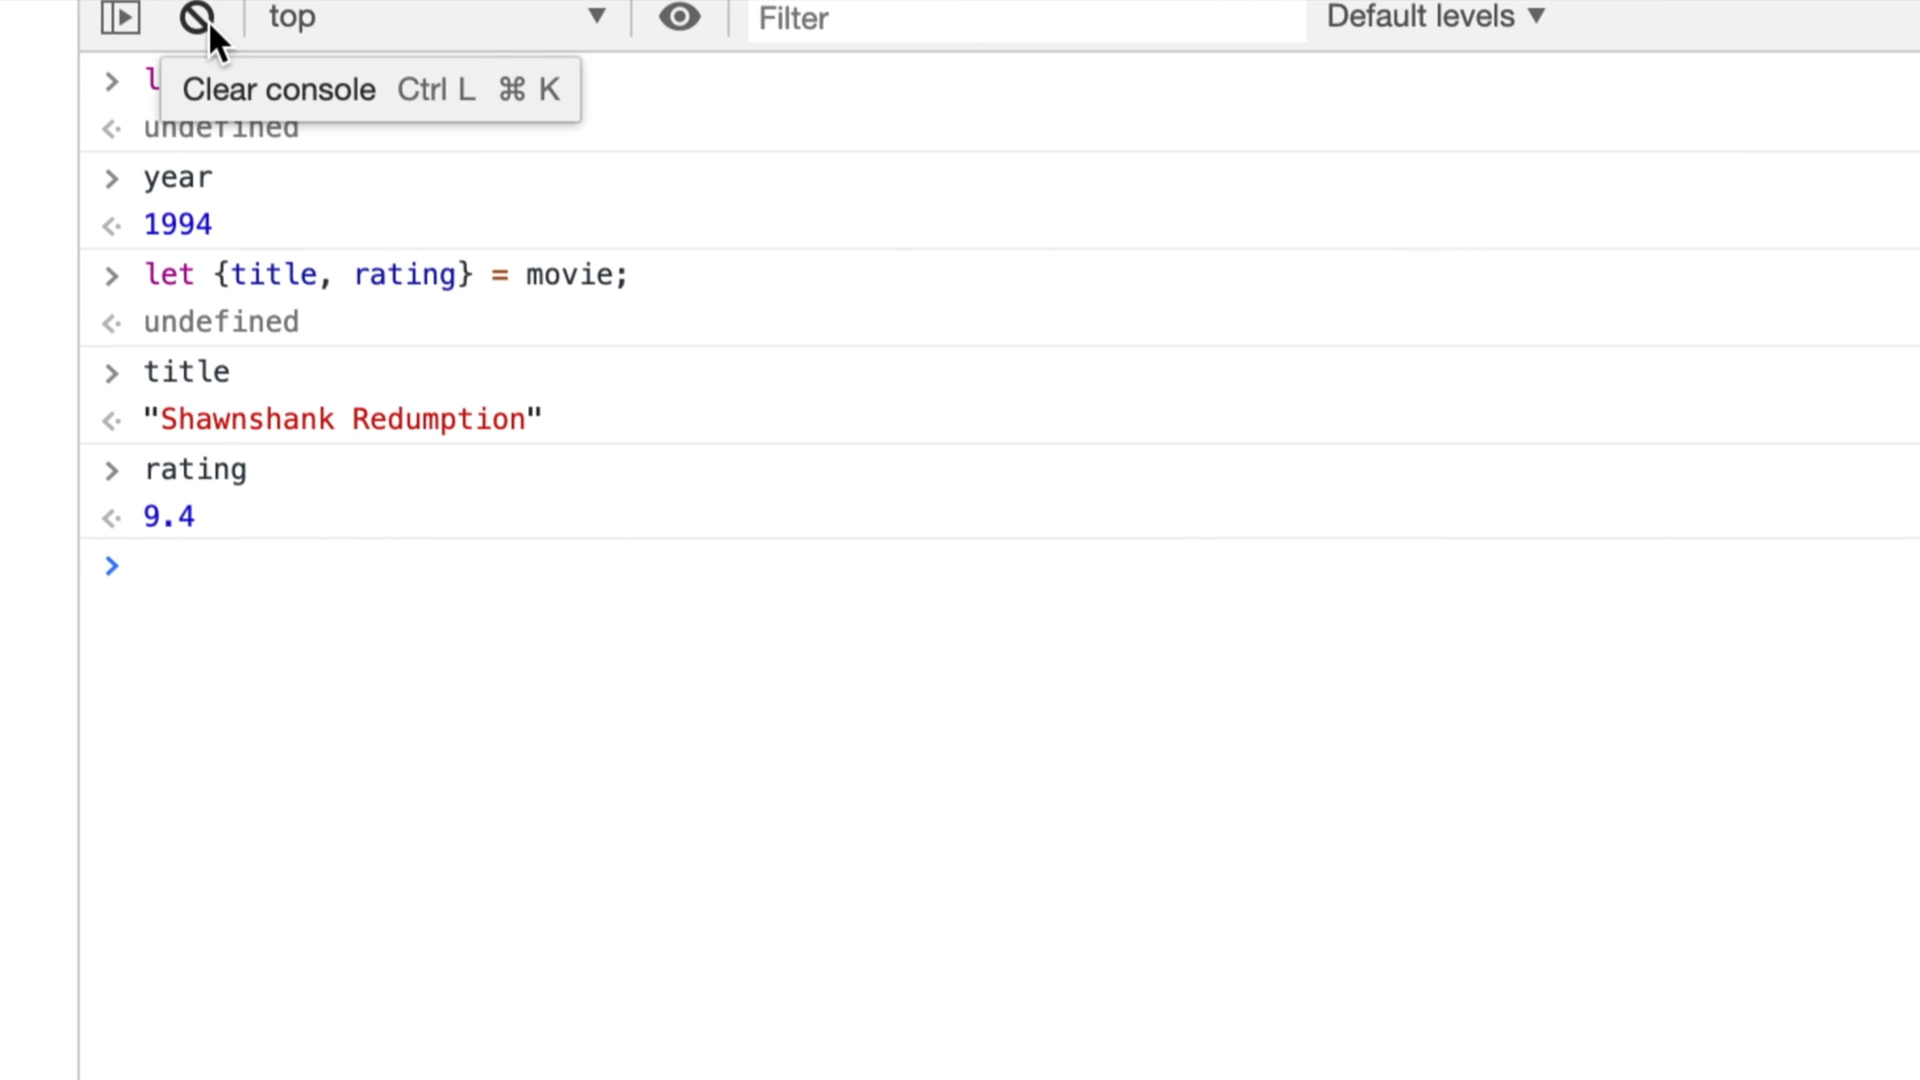 top ▼ Filter Default levels ▼
Clear console Ctrl L ⌘ K
> l
undefined
> year
1994
> let {title, rating} = movie;
undefined
> title
"Shawnshank Redumption"
> rating
9.4
>